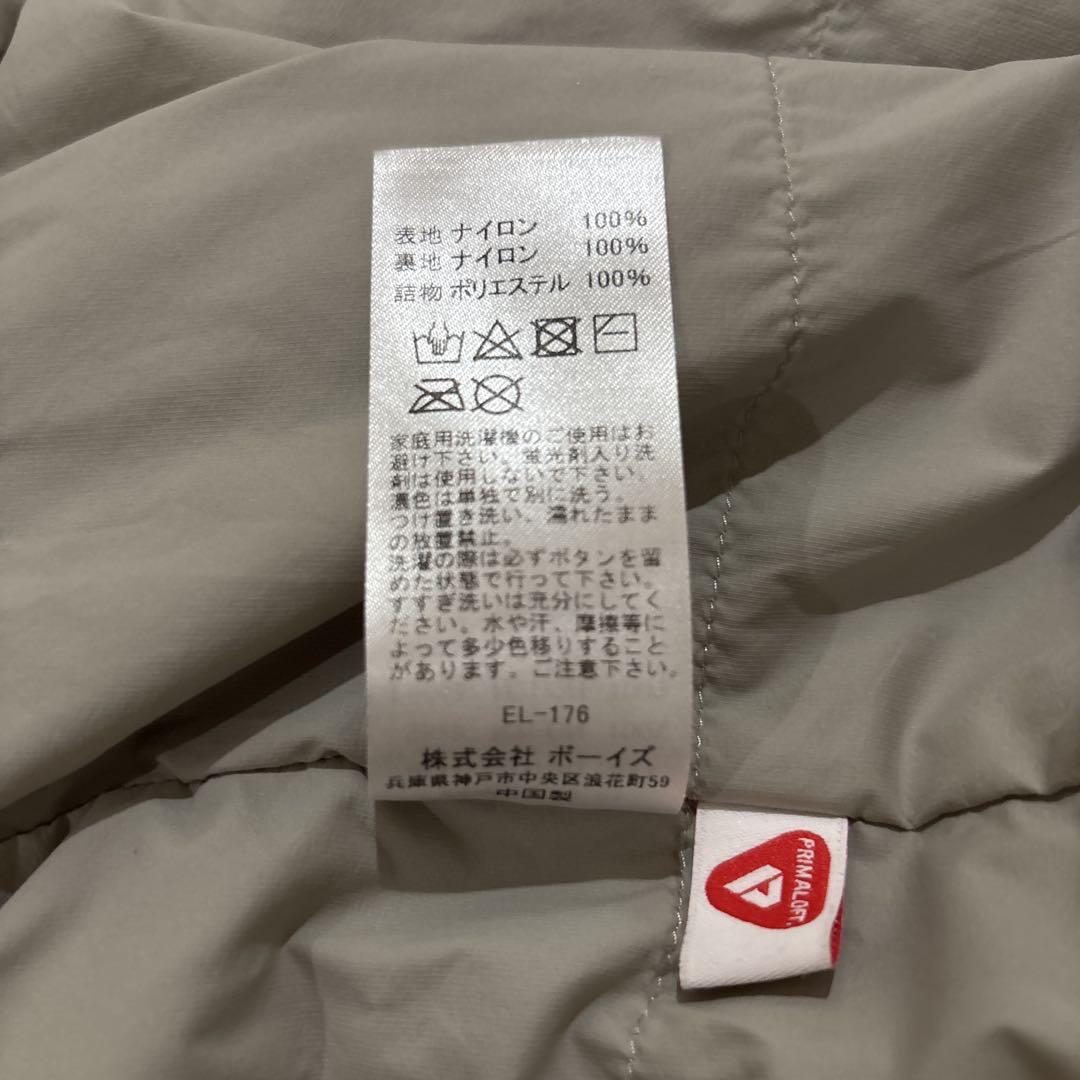 表地 ナイロン 100%
裏地 ナイロン 100%
詰物 ポリエステル 100%
家庭用洗濯機のご使用はお
避け下さい。蛍光剤入り洗
剤は使用しないで下さい。
濃色は単独で別に洗う。
つけ置き洗い、濡れたまま
の放置禁止。
洗濯の際は必ずボタンを留
めた状態で行って下さい。
すすぎ洗いは充分にしてく
ださい。水や汗、摩擦等に
よって多少色移りすること
があります。ご注意下さい。
EL-176
株式会社 ボーイズ
兵庫県神戸市中央区浪花町59
中国製
PRIMALOFT.